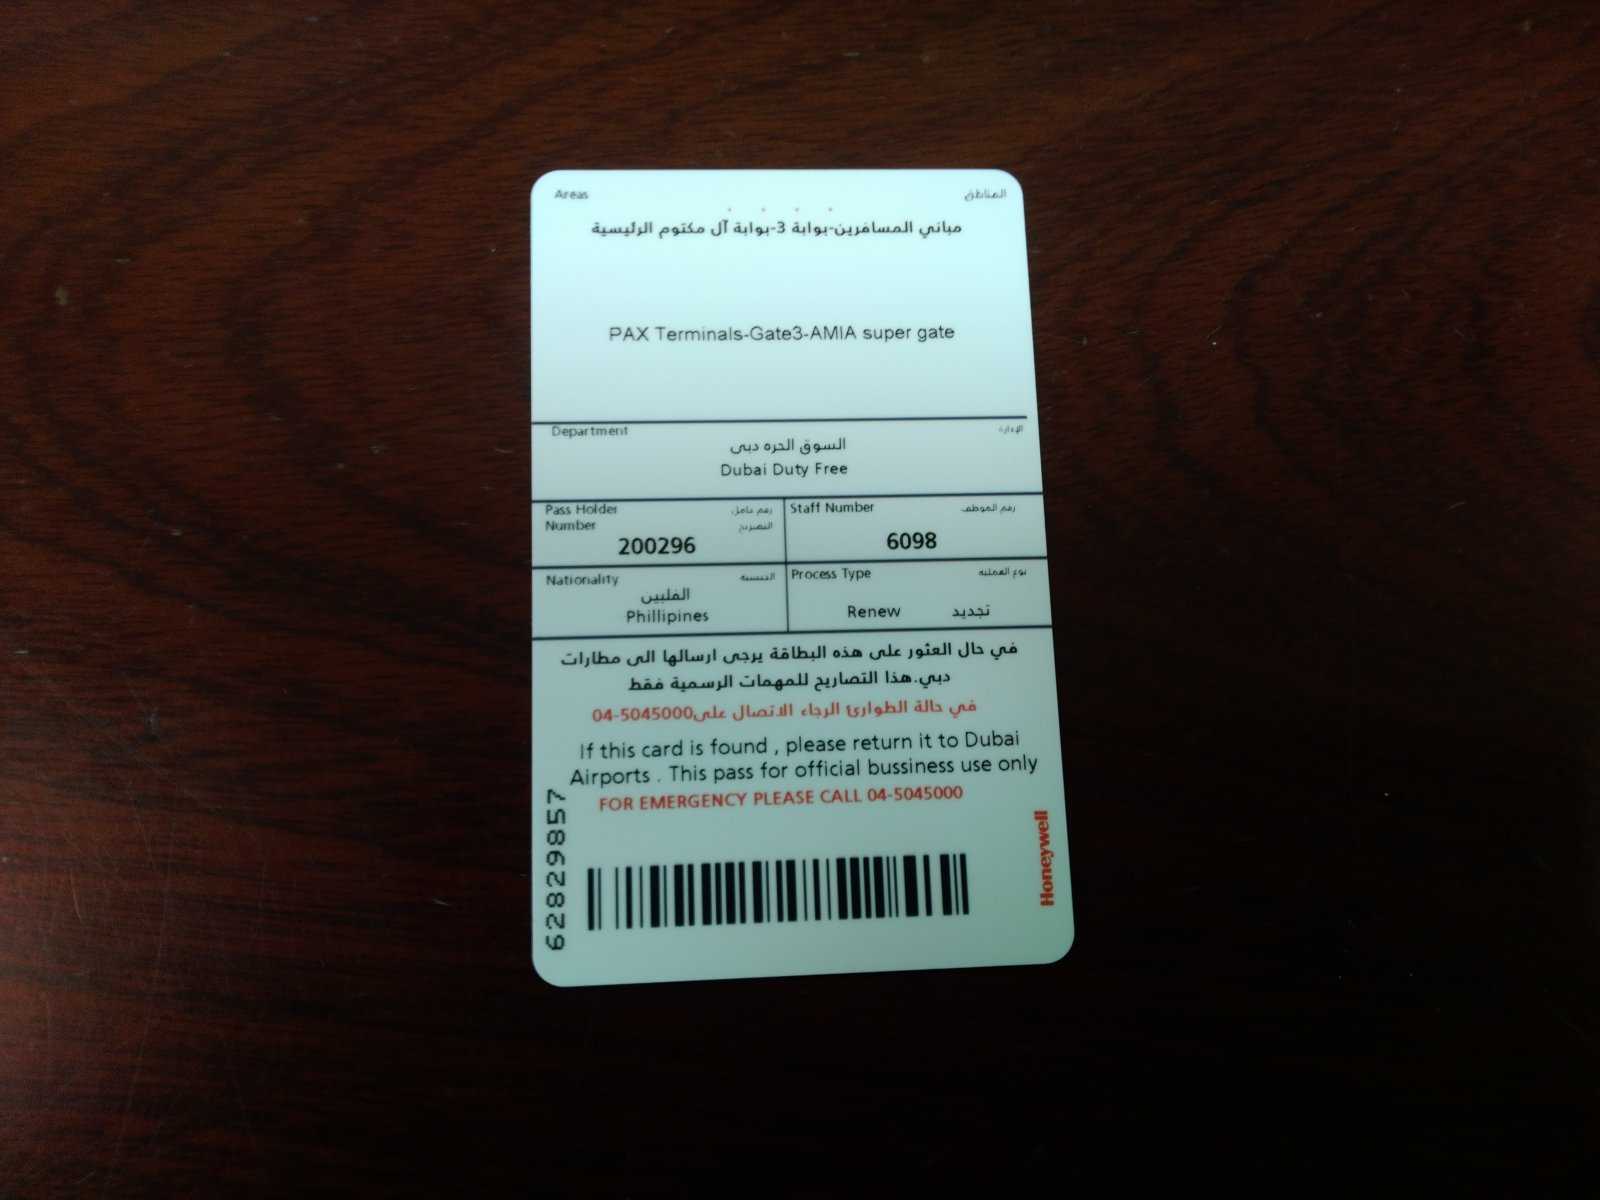 Areas المناطق
مباني المسافرين-بوابة 3-بوابة آل مكتوم الرئيسية
PAX Terminals-Gate3-AMIA super gate
Department الإدارة
السوق الحره دبى
Dubai Duty Free
Pass Holder رقم حامل
Number التصريح
200296
Staff Number رقم الموظف
6098
Nationality الجنسية
الفلبين
Phillipines
Process Type نوع العملية
Renew تجديد
في حال العثور على هذه البطاقة يرجى ارسالها الى مطارات
دبي.هذا التصاريح للمهمات الرسمية فقط
في حالة الطوارئ الرجاء الاتصال على04-5045000
If this card is found , please return it to Dubai
Airports . This pass for official bussiness use only
FOR EMERGENCY PLEASE CALL 04-5045000
62829857
Honeywell